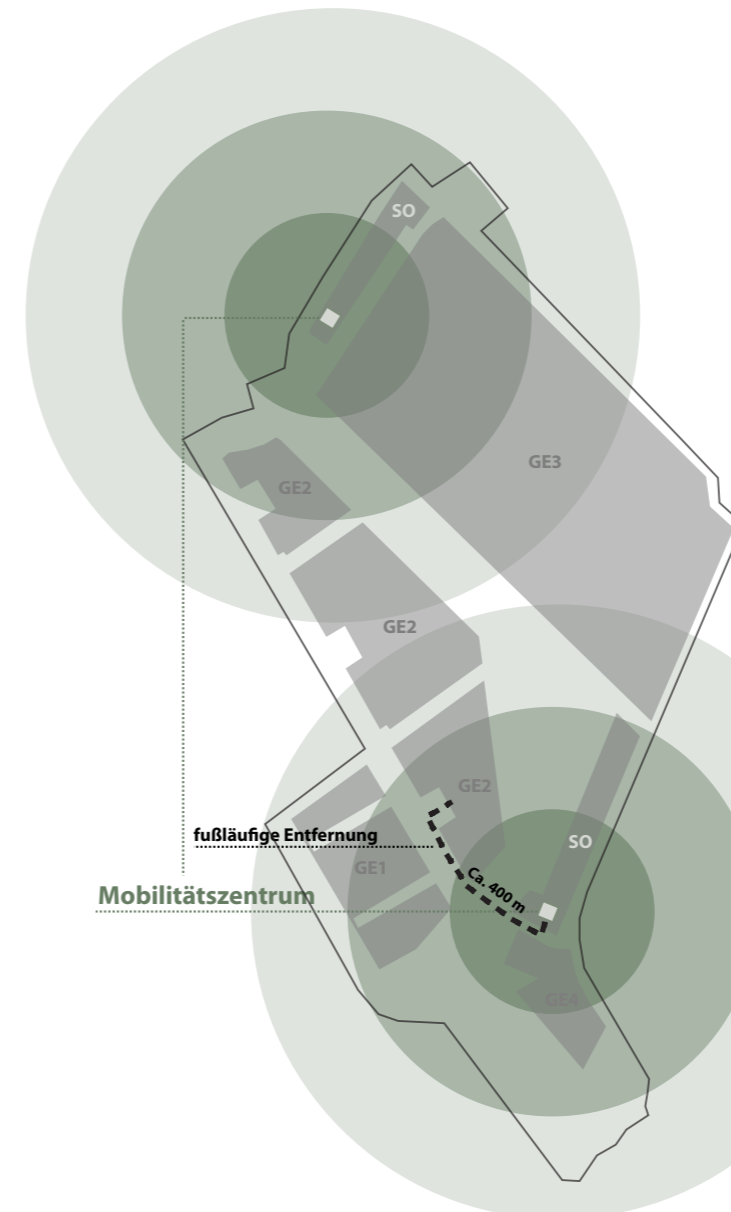 SO
GE3
GE2
GE2
GE2
fußläufige Entfernung
SO
GE1
Ca. 400 m
Mobilitätszentrum
GE4